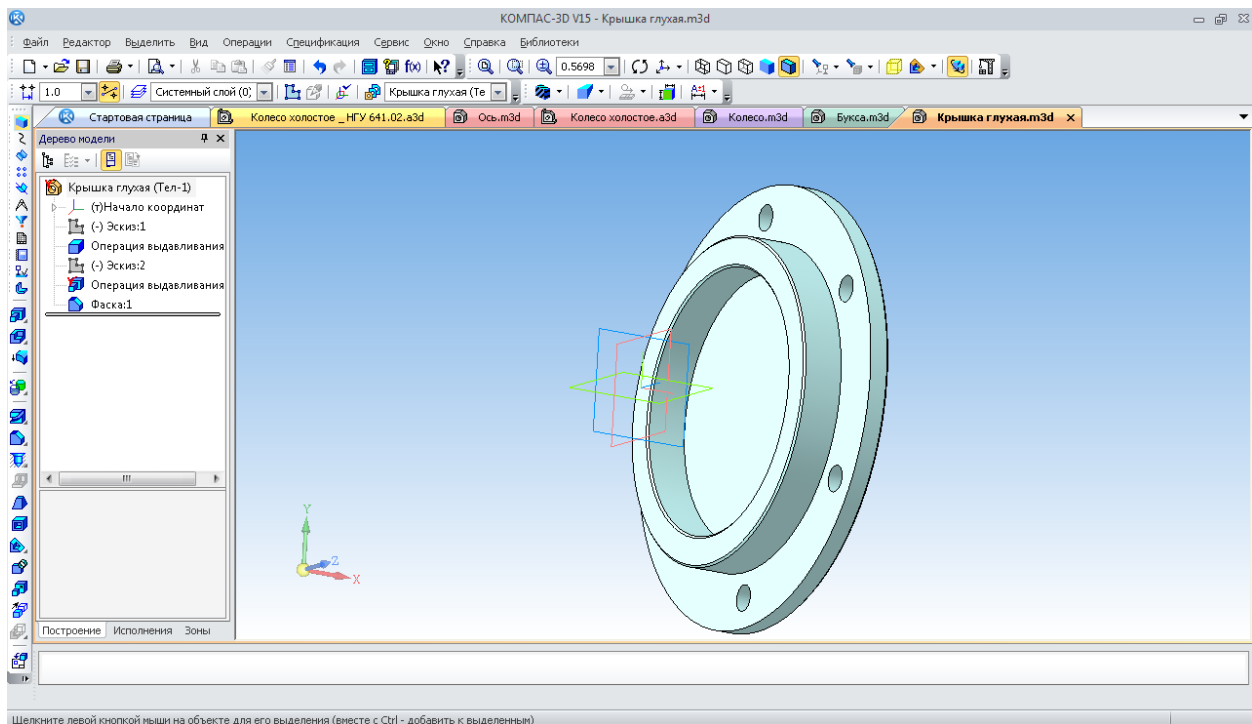 КОМПАС-3D V15 - Крышка глухая.m3d
Файл Редактор Выделить Вид Операции Спецификация Сервис Окно Справка Библиотеки
0.5698
1.0 Системный слой (0) Крышка глухая (Те
Стартовая страница Колесо холостое _НГУ 641.02.a3d Ось.m3d Колесо холостое.a3d Колесо.m3d Букса.m3d Крышка глухая.m3d
Дерево модели
Крышка глухая (Тел-1)
(т)Начало координат
(-) Эскиз:1
Операция выдавливания
(-) Эскиз:2
Операция выдавливания
Фаска:1
Y
Z
X
Построение Исполнения Зоны
Щелкните левой кнопкой мыши на объекте для его выделения (вместе с Ctrl - добавить к выделенным)